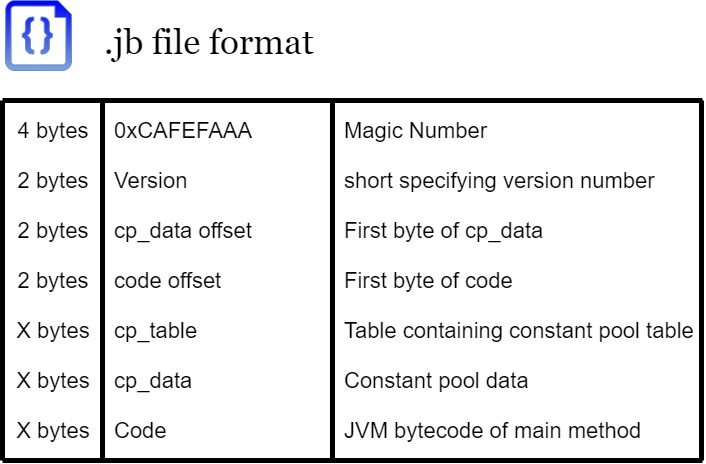 {}
.jb file format
4 bytes 0xCAFEFAAA Magic Number
2 bytes Version short specifying version number
2 bytes cp_data offset First byte of cp_data
2 bytes code offset First byte of code
X bytes cp_table Table containing constant pool table
X bytes cp_data Constant pool data
X bytes Code JVM bytecode of main method